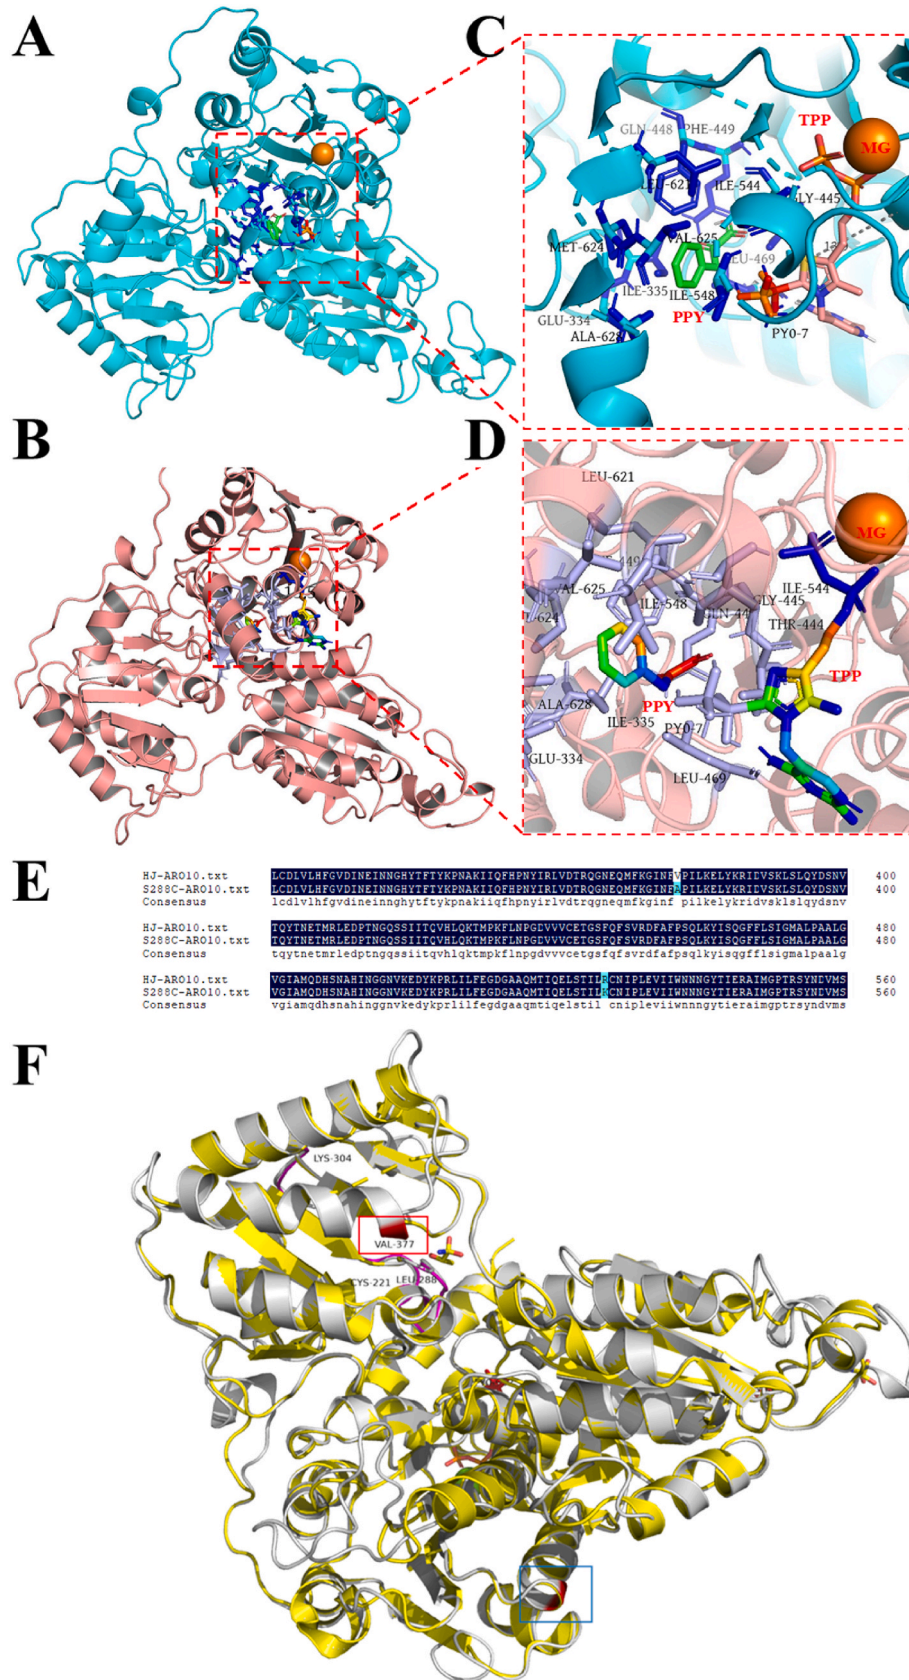 A
C
TPP
MG
GLN-448
PHE-449
ILE-544
GLY-445
MET-624
VAL-625
ILE-335
ILE-548
GLU-334
PPY
PY0-7
ALA-628
B
D
LEU-621
MG
VAL-625
ILE-544
ILE-548
GLY-445
THR-444
TPP
ALA-628
PPY
ILE-335
PY0-7
GLU-334
LEU-469
E
HJ-ARO10.txt LCDLVLHFGVDINEINNGHYTFTYKPNAKIIQFHPNYIRLVDTRQGNEQMFKGINFVPILKELYKRIDVSKLSLQYDSNV 400
S288C-ARO10.txt LCDLVLHFGVDINEINNGHYTFTYKPNAKIIQFHPNYIRLVDTRQGNEQMFKGINFAPILKELYKRIDVSKLSLQYDSNV 400
Consensus lcdlvlhfgvdineinnghytftykpnakiiqfhpnyirlvdtrqgneqmfkginf pilkelykridvsklslqydsnv
HJ-ARO10.txt TQYTNETMRLEDPTNGQSSIITQVHLQKTMPKFLNPGDVVVCETGSFQFSVRDFAFPSQLKYISQGFFLSIGMALPAALG 480
S288C-ARO10.txt TQYTNETMRLEDPTNGQSSIITQVHLQKTMPKFLNPGDVVVCETGSFQFSVRDFAFPSQLKYISQGFFLSIGMALPAALG 480
Consensus tqytnetmrledptngqssiitqvhlqktmpkflnpgdvvvcetgsfqfsvrdfafpsqlkyisqgfflsigmalpaalg
HJ-ARO10.txt VGIAMQDHSNAHINGGNVKEDYKPRLILFEGDGAAQMTIQELSTILRCNIPLEVIIWNNNGYTIERAIMGPTRSYNDVMS 560
S288C-ARO10.txt VGIAMQDHSNAHINGGNVKEDYKPRLILFEGDGAAQMTIQELSTILKCNIPLEVIIWNNNGYTIERAIMGPTRSYNDVMS 560
Consensus vgiamqdhsnahinggnvkedykprlilfegdgaaqmtiqelstil cnipleviiwnnngytieraimgptrsyndvms
F
LYS-304
VAL-377
CYS-221
LEU-288